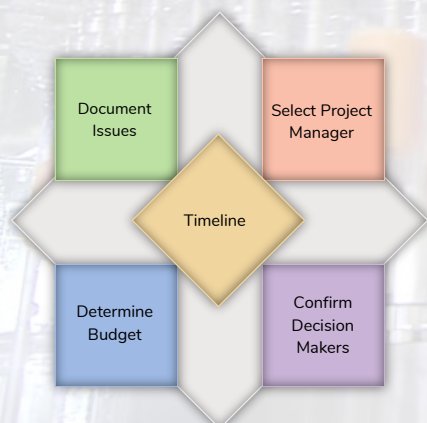 Document
Issues
Select Project
Manager
Timeline
Determine
Budget
Confirm
Decision
Makers